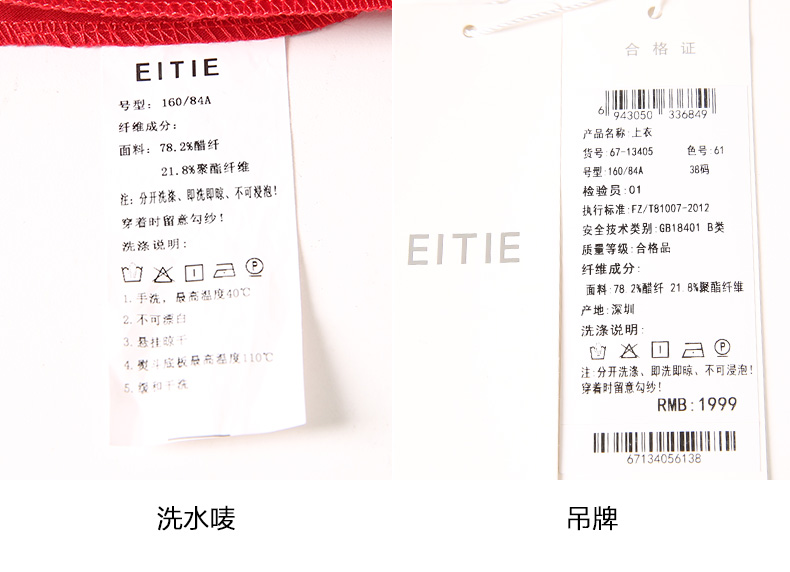 EITIE
号型: 160/84A
纤维成分:
面料: 78.2%醋纤
21.8%聚酯纤维
注: 分开洗涤、即洗即晾、不可浸泡!
穿着时留意勾纱!
洗涤说明:
1.手洗，最高温度40℃
2.不可漂白
3.悬挂晾干
4.熨斗底板最高温度110℃
5.缓和干洗
洗水唛
EITIE
合格证
6 943050 336849
产品名称:上衣
货号:67-13405 色号:61
号型:160/84A 38码
检验员:01
执行标准:FZ/T81007-2012
安全技术类别:GB18401 B类
质量等级:合格品
纤维成分:
面料:78.2%醋纤 21.8%聚酯纤维
产地:深圳
洗涤说明:
注:分开洗涤、即洗即晾、不可浸泡!
穿着时留意勾纱!
RMB:1999
67134056138
吊牌